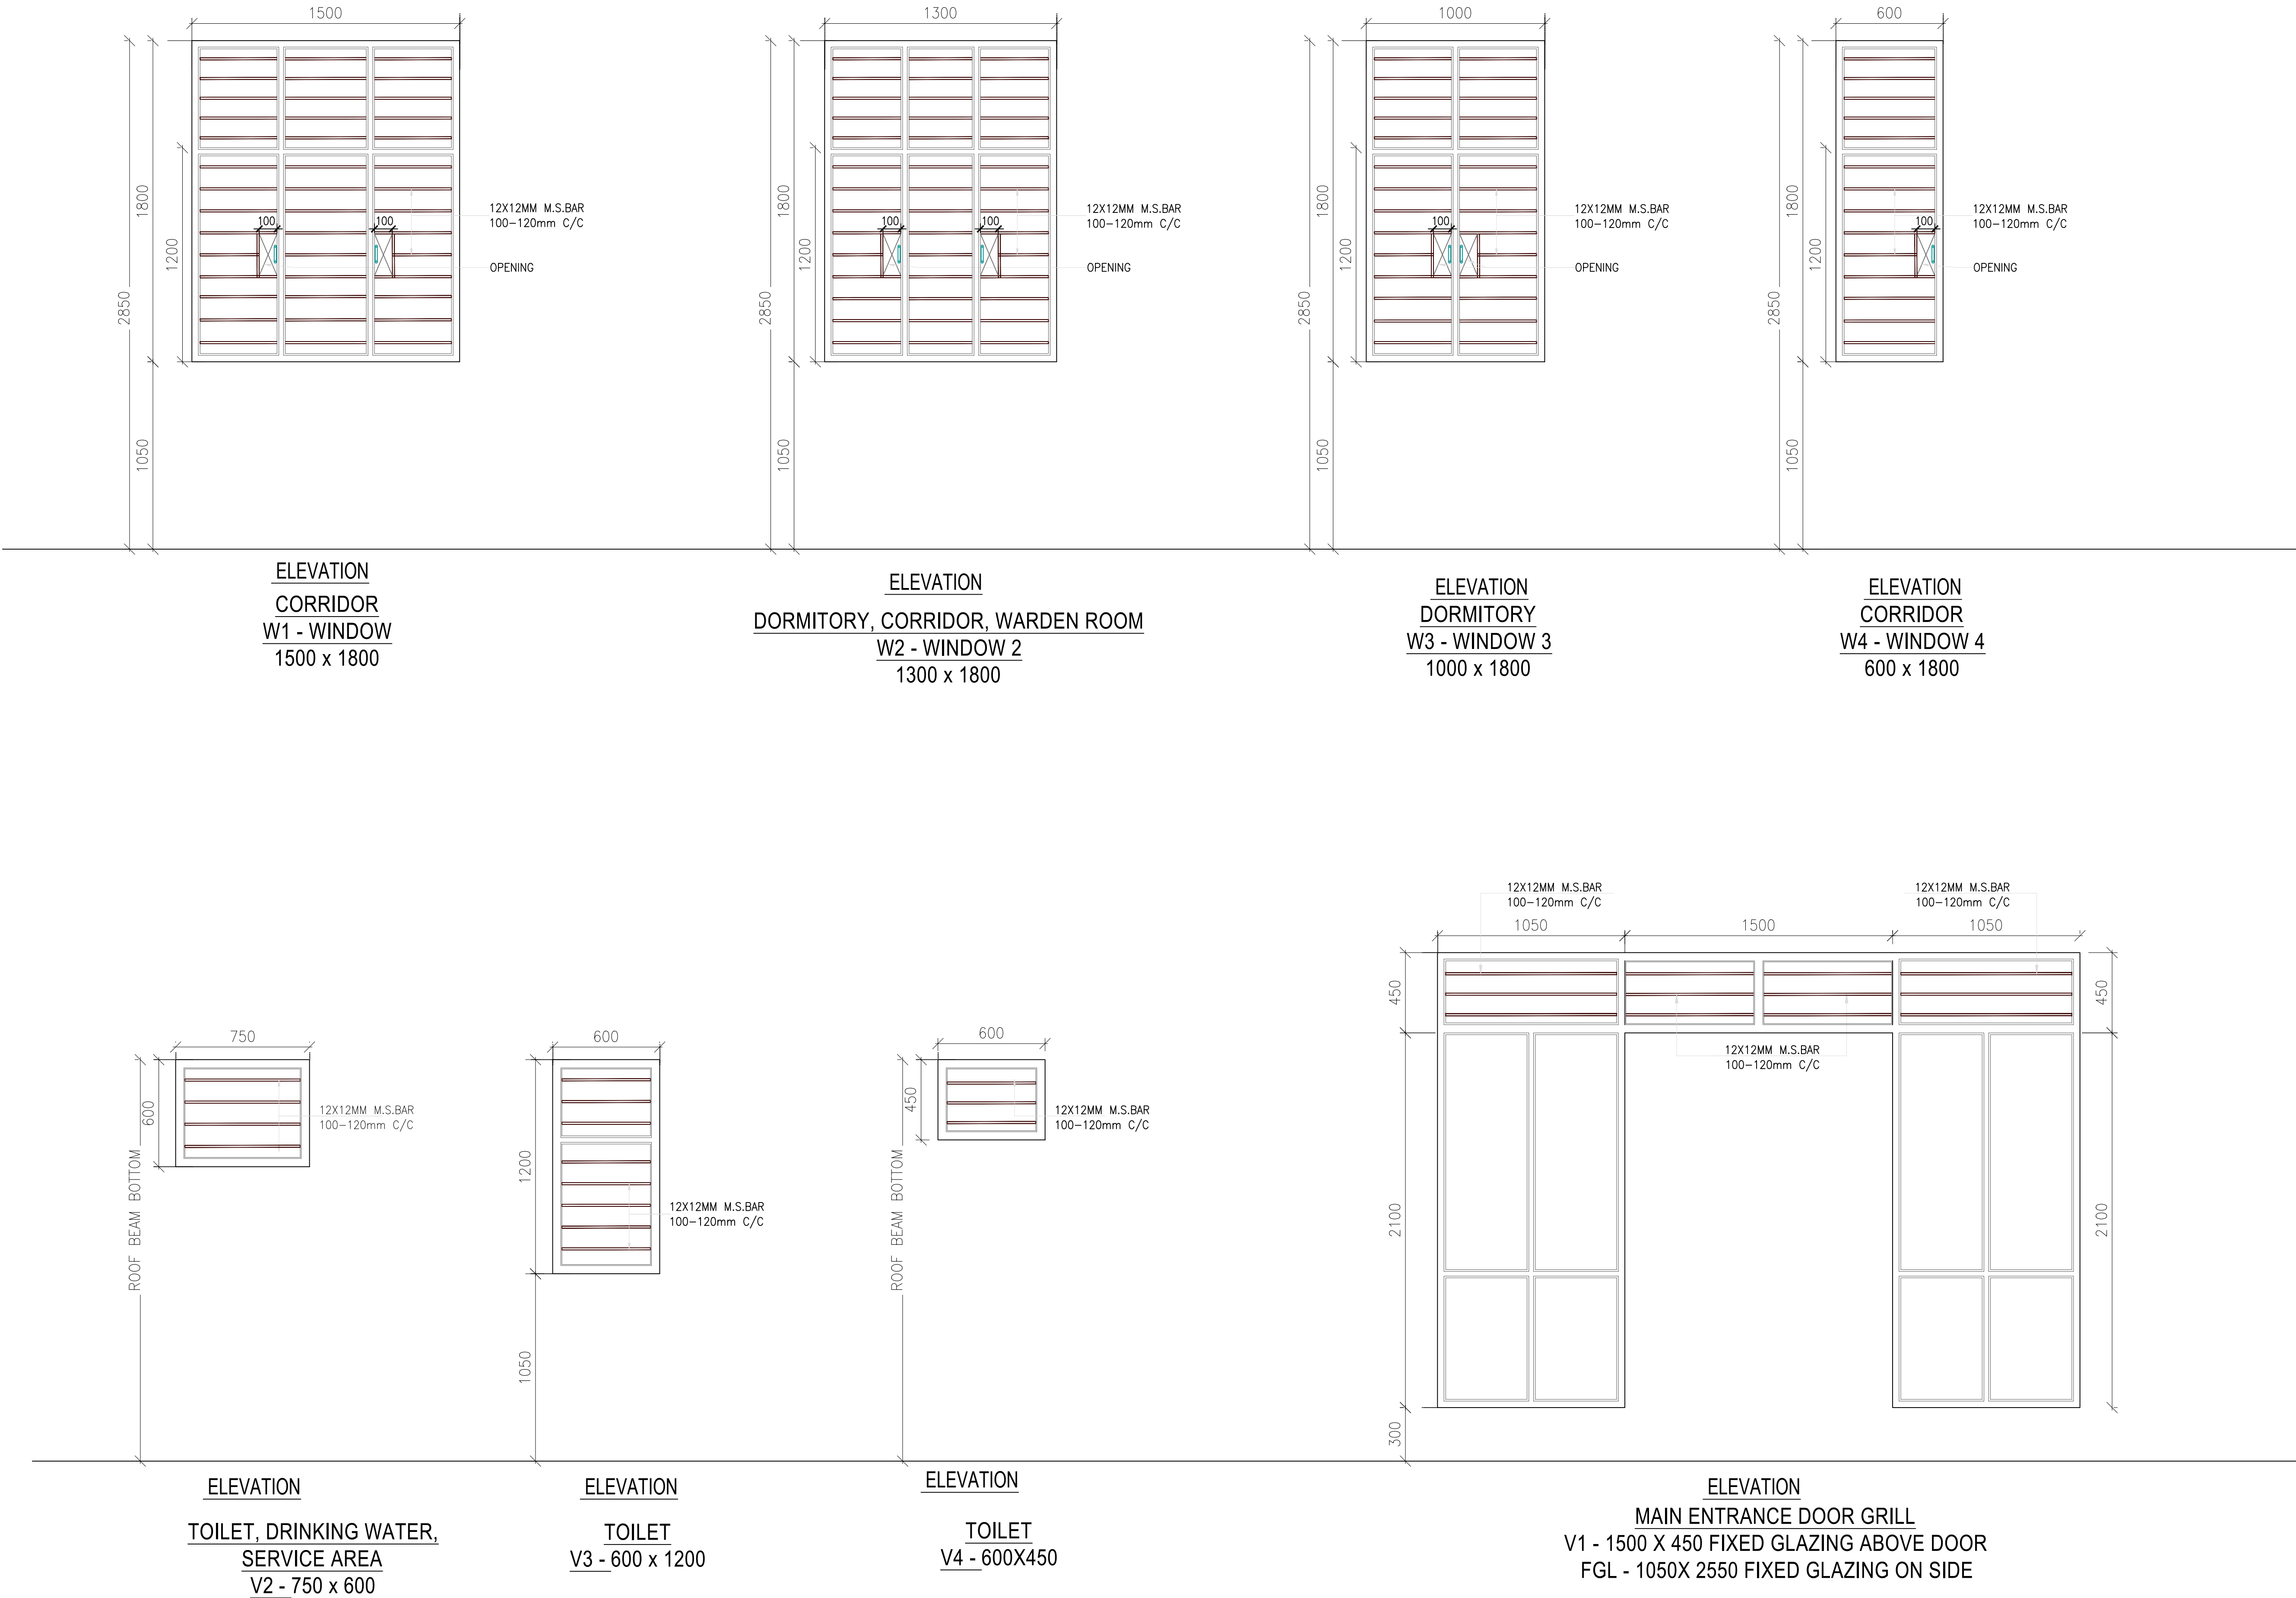 1500
2850
1800
1200
1050
100
100
12X12MM M.S.BAR
100-120mm C/C
OPENING
ELEVATION
CORRIDOR
W1 - WINDOW
1500 x 1800
1300
2850
1800
1200
1050
100
100
12X12MM M.S.BAR
100-120mm C/C
OPENING
ELEVATION
DORMITORY, CORRIDOR, WARDEN ROOM
W2 - WINDOW 2
1300 x 1800
1000
2850
1800
1200
1050
100
100
12X12MM M.S.BAR
100-120mm C/C
OPENING
ELEVATION
DORMITORY
W3 - WINDOW 3
1000 x 1800
600
2850
1800
1200
1050
100
12X12MM M.S.BAR
100-120mm C/C
OPENING
ELEVATION
CORRIDOR
W4 - WINDOW 4
600 x 1800
750
600
ROOF BEAM BOTTOM
12X12MM M.S.BAR
100-120mm C/C
ELEVATION
TOILET, DRINKING WATER,
SERVICE AREA
V2 - 750 x 600
600
1200
1050
12X12MM M.S.BAR
100-120mm C/C
ELEVATION
TOILET
V3 - 600 x 1200
600
450
ROOF BEAM BOTTOM
12X12MM M.S.BAR
100-120mm C/C
ELEVATION
TOILET
V4 - 600X450
12X12MM M.S.BAR
100-120mm C/C
12X12MM M.S.BAR
100-120mm C/C
1050
1500
1050
450
450
12X12MM M.S.BAR
100-120mm C/C
2100
2100
300
ELEVATION
MAIN ENTRANCE DOOR GRILL
V1 - 1500 X 450 FIXED GLAZING ABOVE DOOR
FGL - 1050X 2550 FIXED GLAZING ON SIDE